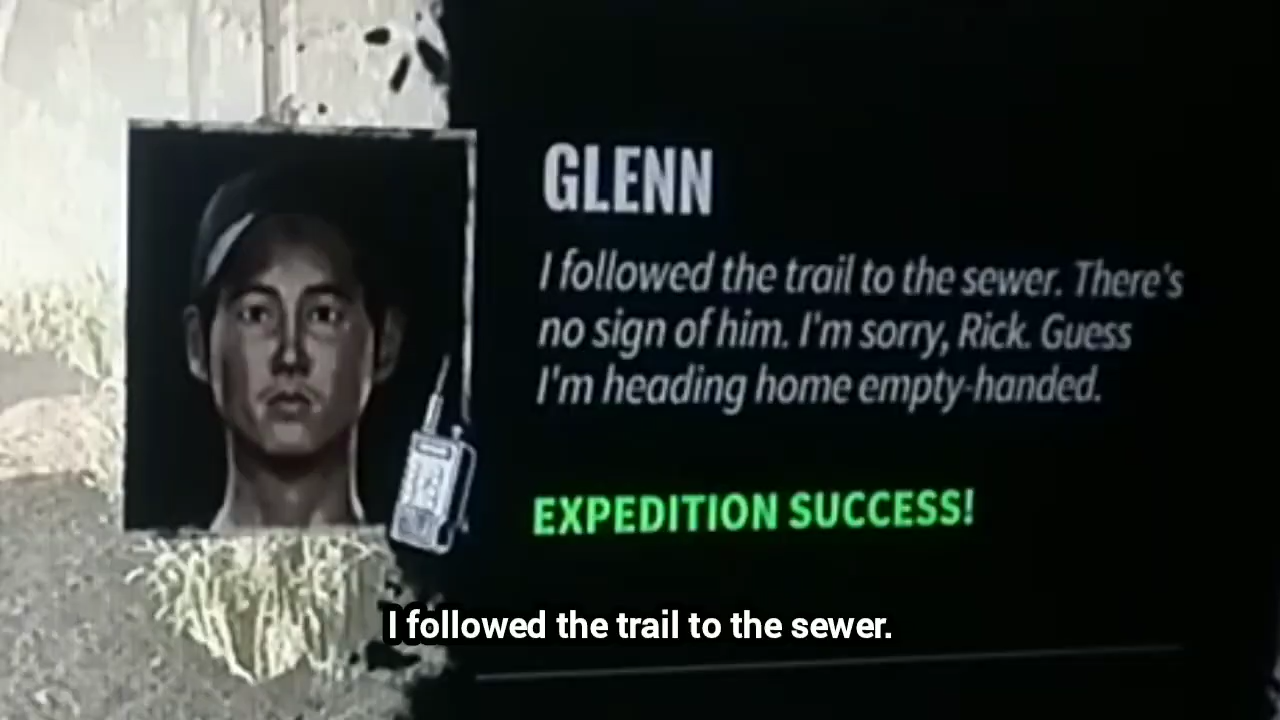 GLENN
I followed the trail to the sewer. There's
no sign of him. I'm sorry, Rick. Guess
I'm heading home empty-handed.
EXPEDITION SUCCESS!
I followed the trail to the sewer.